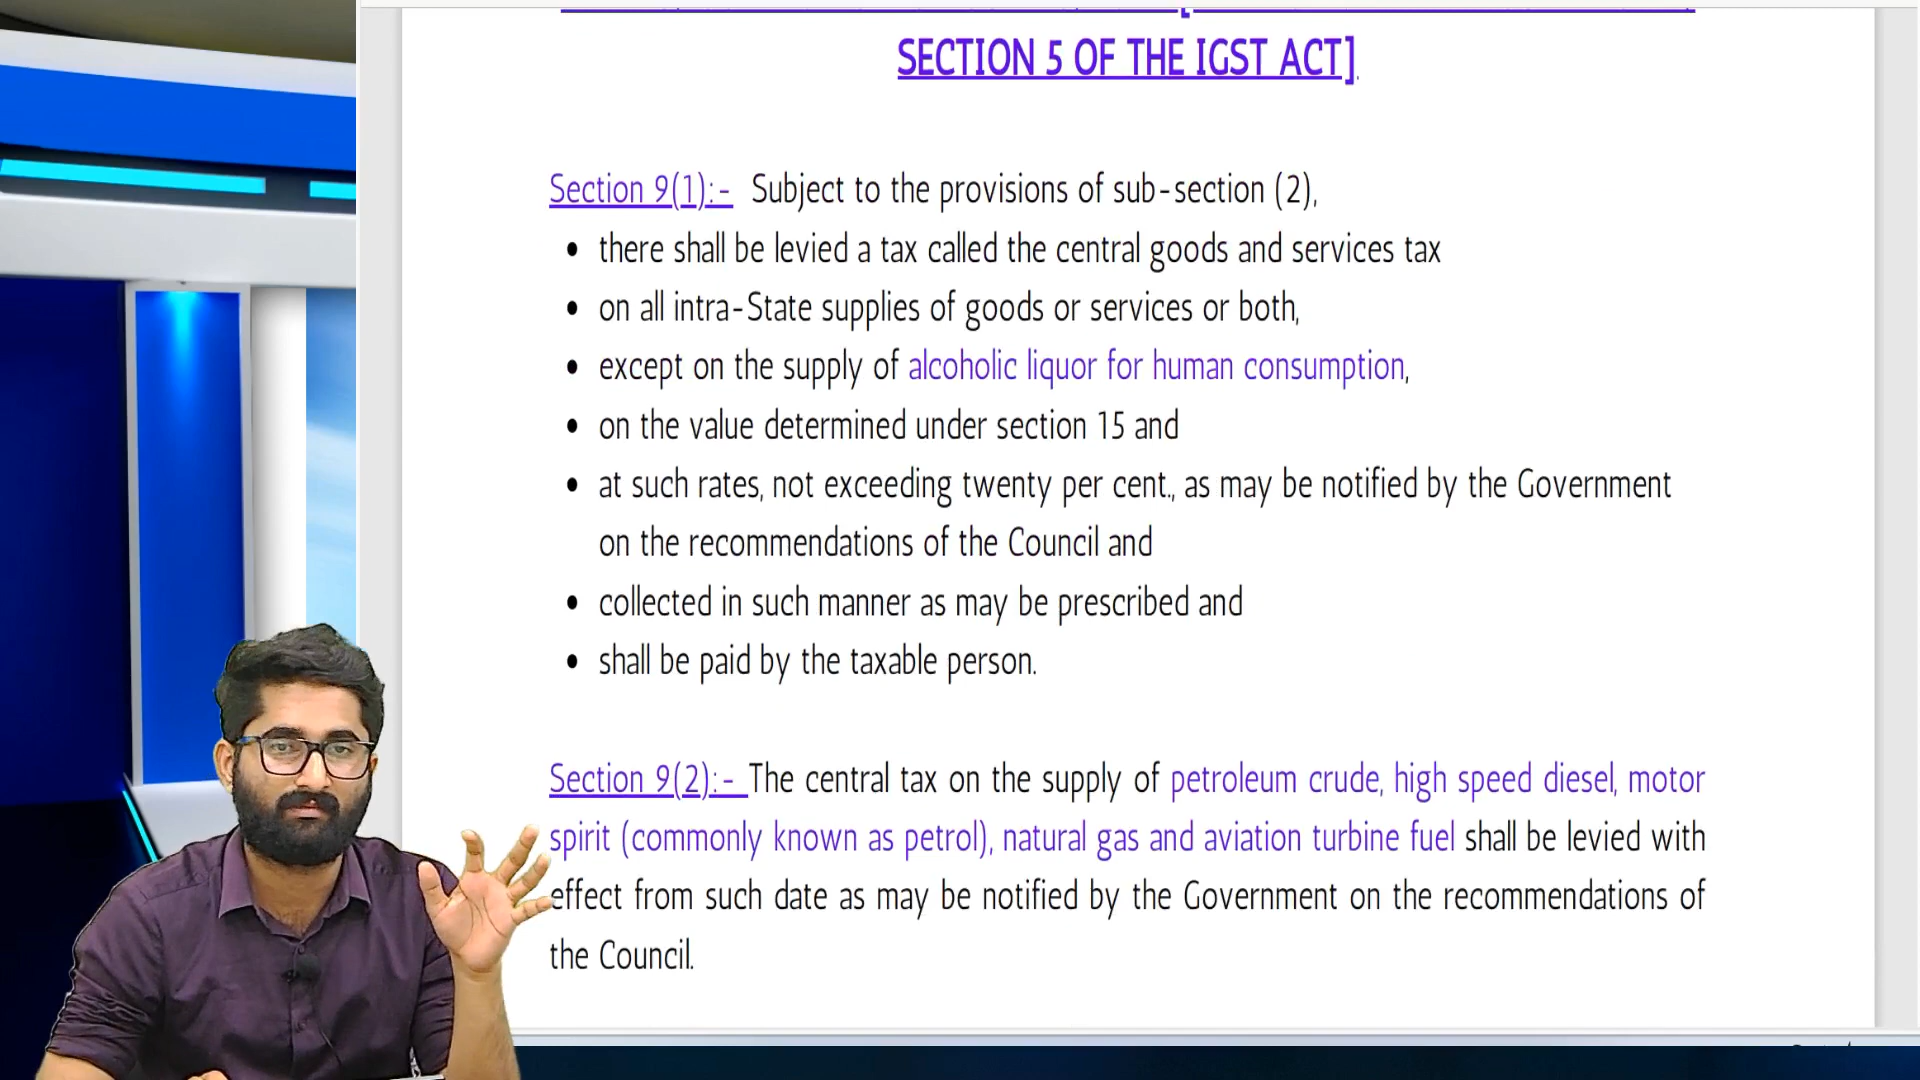 SECTION 5 OF THE IGST ACT]
Section 9(1):- Subject to the provisions of sub-section (2),
• there shall be levied a tax called the central goods and services tax
• on all intra-State supplies of goods or services or both,
• except on the supply of alcoholic liquor for human consumption,
• on the value determined under section 15 and
• at such rates, not exceeding twenty per cent., as may be notified by the Government
on the recommendations of the Council and
• collected in such manner as may be prescribed and
• shall be paid by the taxable person.
Section 9(2):- The central tax on the supply of petroleum crude, high speed diesel, motor
spirit (commonly known as petrol), natural gas and aviation turbine fuel shall be levied with
effect from such date as may be notified by the Government on the recommendations of
the Council.